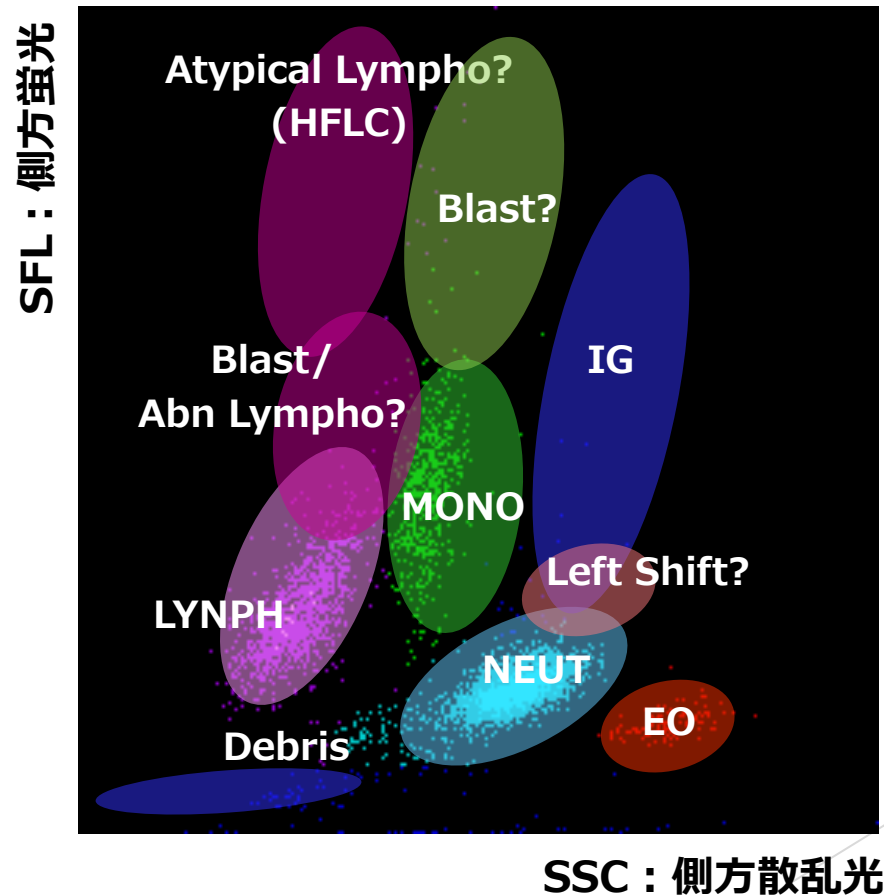 SFL：側方蛍光
Atypical Lympho?
(HFLC)
Blast?
Blast/
Abn Lympho?
IG
MONO
Left Shift?
LYNPH
NEUT
EO
Debris
SSC：側方散乱光